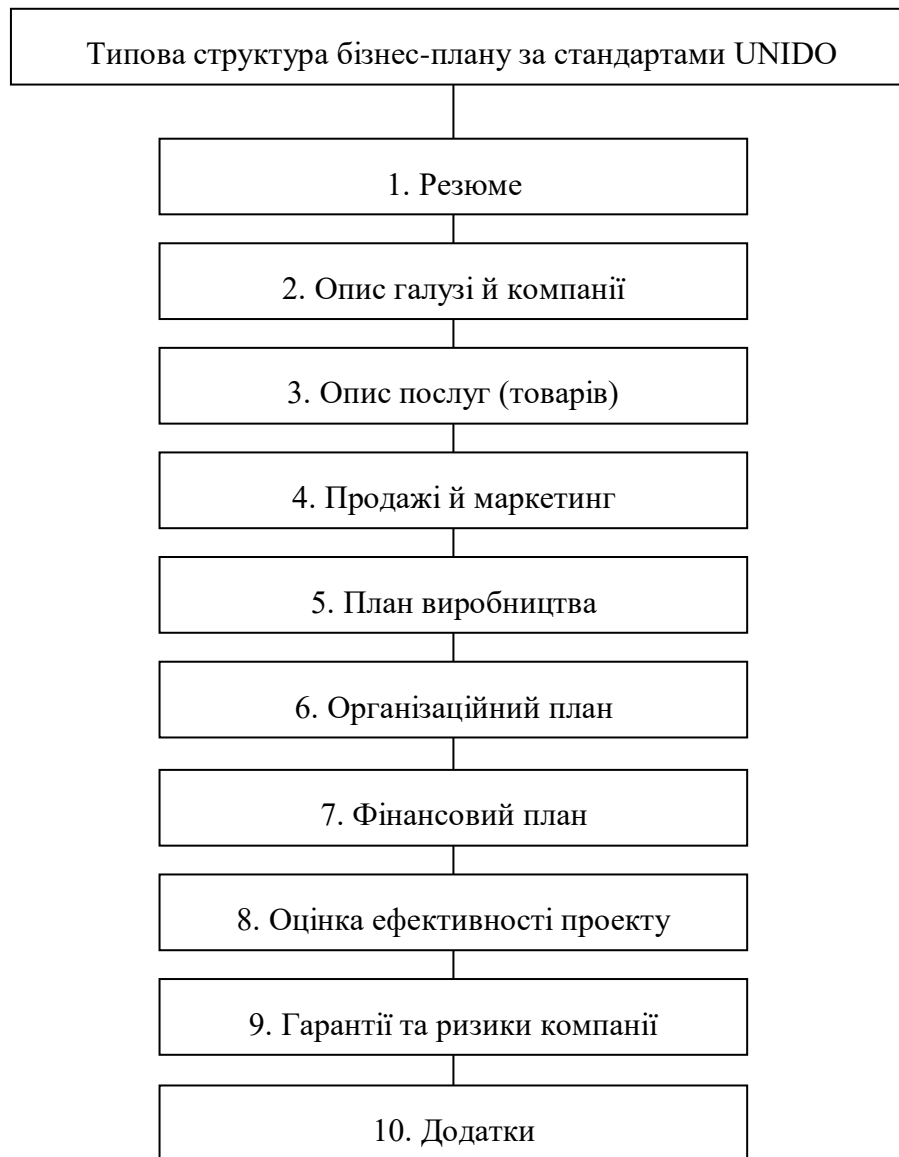 Типова структура бізнес-плану за стандартами UNIDO
1. Резюме
2. Опис галузі й компанії
3. Опис послуг (товарів)
4. Продажі й маркетинг
5. План виробництва
6. Організаційний план
7. Фінансовий план
8. Оцінка ефективності проекту
9. Гарантії та ризики компанії
10. Додатки